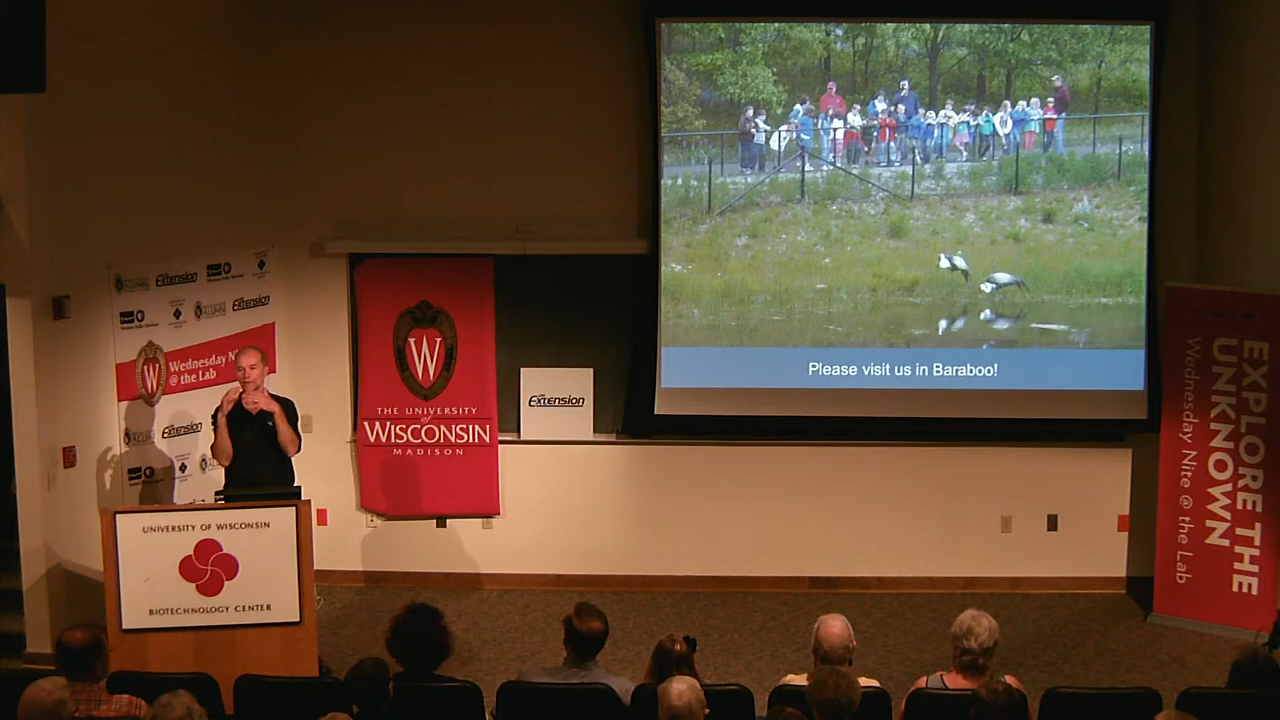 Extension
Extension
Wednesday Ni
@ the Lab
W
Extension
W
THE UNIVERSITY
of
WISCONSIN
MADISON
Extension
Please visit us in Baraboo!
UNIVERSITY OF WISCONSIN
BIOTECHNOLOGY CENTER
EXPLORE THE
UNKNOWN
Wednesday Nite @ the Lab